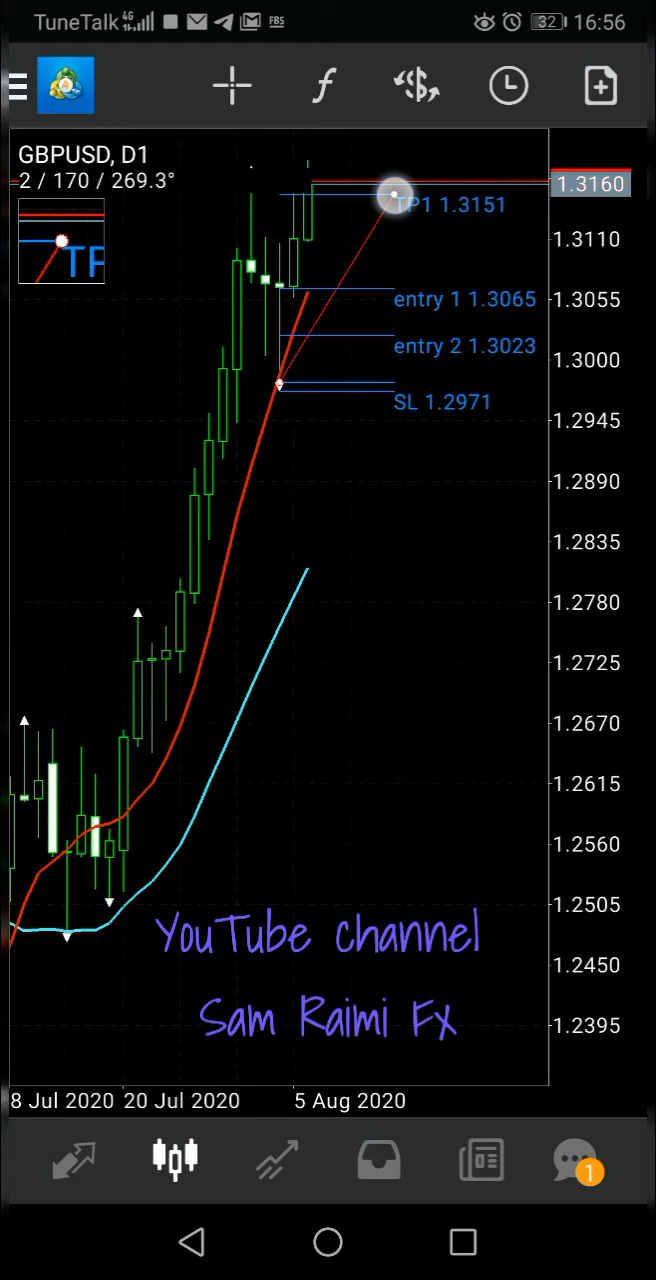 TuneTalk 4G FBS 32 16:56
f $
GBPUSD, D1
2 / 170 / 269.3°
TP
1.3160
TP1 1.3151
1.3110
entry 1 1.3065
1.3055
entry 2 1.3023
1.3000
SL 1.2971
1.2945
1.2890
1.2835
1.2780
1.2725
1.2670
1.2615
1.2560
1.2505
YouTube channel
1.2450
Sam Raimi Fx
1.2395
8 Jul 2020 20 Jul 2020 5 Aug 2020
1